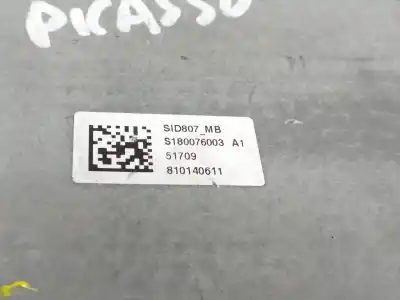 PICASSO
SID807_MB
S180076003 A1
51709
810140611